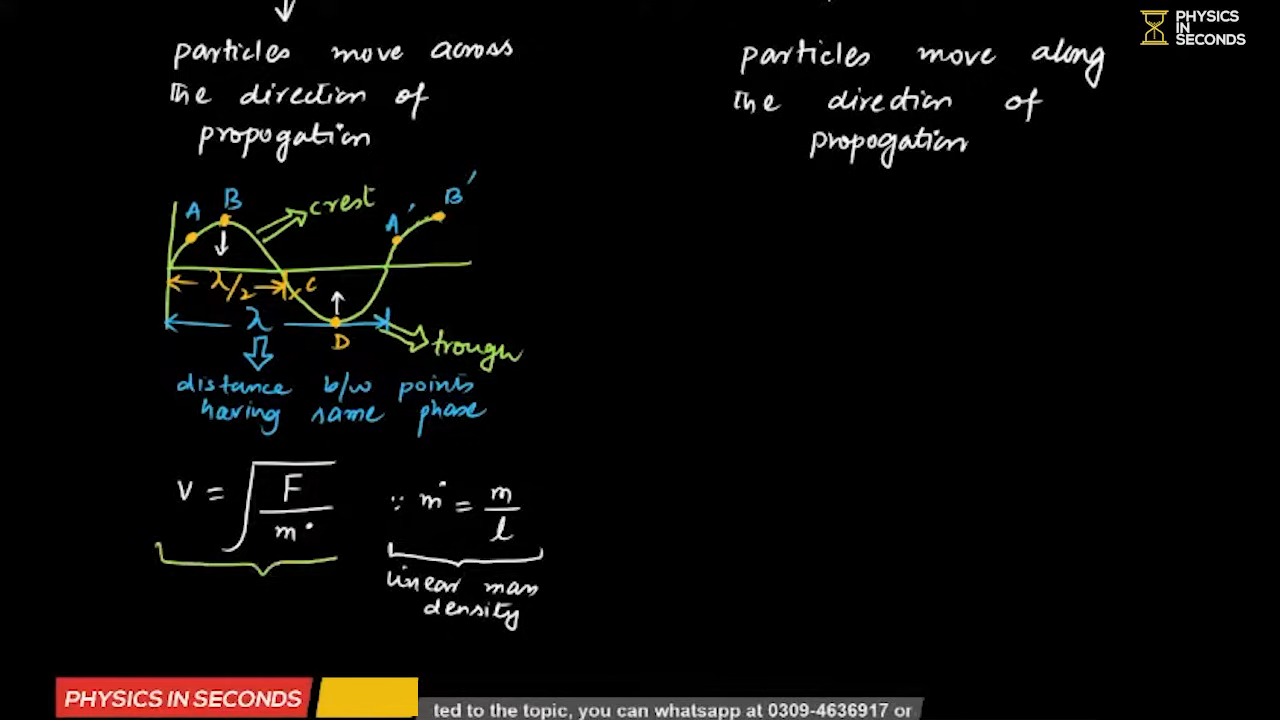 PHYSICS
IN
SECONDS
particles move across
the direction of
propogation
particles move along
the direction of
propogation
A B crest A' B'
λ/2 C
λ
D
trough
distance b/w points
having same phase
v = √(F/m°) ∵ m° = m/l
linear mass
density
PHYSICS IN SECONDS
ted to the topic, you can whatsapp at 0309-4636917 or